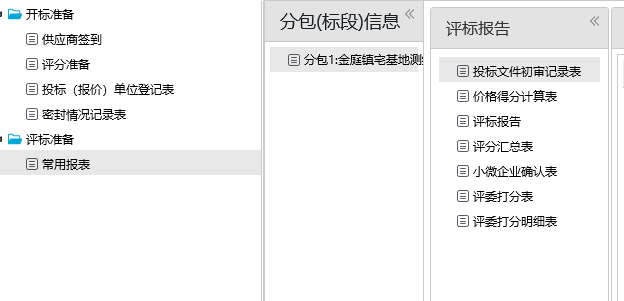 开标准备
供应商签到
评分准备
投标（报价）单位登记表
密封情况记录表
评标准备
常用报表
分包(标段)信息
分包1:金庭镇宅基地测
评标报告
投标文件初审记录表
价格得分计算表
评标报告
评分汇总表
小微企业确认表
评委打分表
评委打分明细表